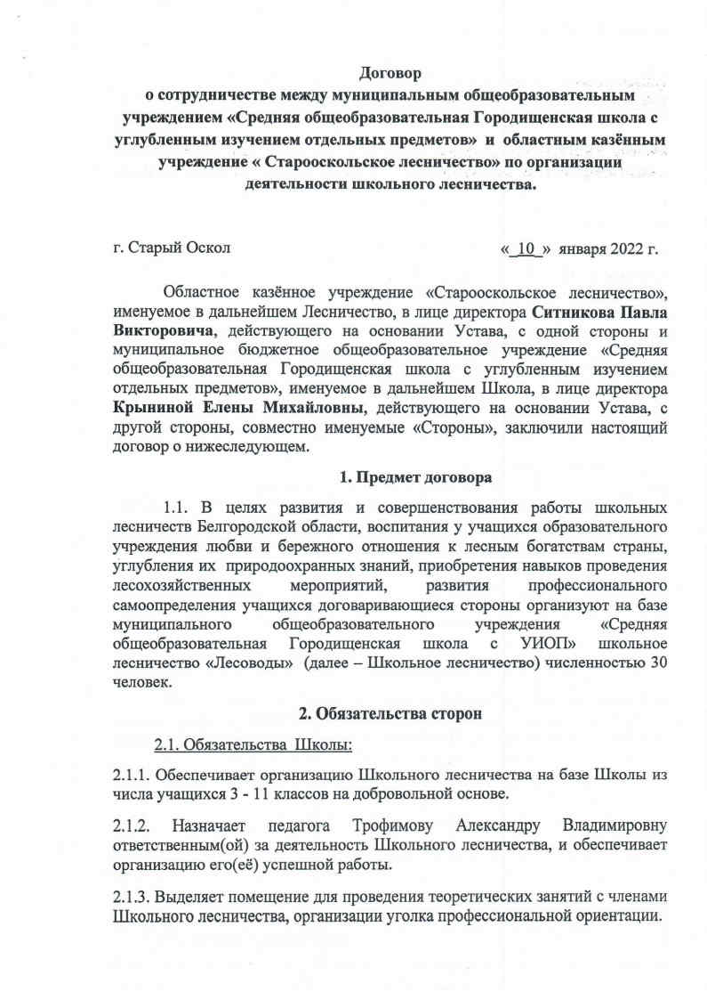 Договор
о сотрудничестве между муниципальным общеобразовательным
учреждением «Средняя общеобразовательная Городищенская школа с
углубленным изучением отдельных предметов» и областным казённым
учреждение « Старооскольское лесничество» по организации
деятельности школьного лесничества.
г. Старый Оскол «_10_» января 2022 г.
Областное казённое учреждение «Старооскольское лесничество»,
именуемое в дальнейшем Лесничество, в лице директора Ситникова Павла
Викторовича, действующего на основании Устава, с одной стороны и
муниципальное бюджетное общеобразовательное учреждение «Средняя
общеобразовательная Городищенская школа с углубленным изучением
отдельных предметов», именуемое в дальнейшем Школа, в лице директора
Крыниной Елены Михайловны, действующего на основании Устава, с
другой стороны, совместно именуемые «Стороны», заключили настоящий
договор о нижеследующем.
1. Предмет договора
1.1. В целях развития и совершенствования работы школьных
лесничеств Белгородской области, воспитания у учащихся образовательного
учреждения любви и бережного отношения к лесным богатствам страны,
углубления их природоохранных знаний, приобретения навыков проведения
лесохозяйственных мероприятий, развития профессионального
самоопределения учащихся договаривающиеся стороны организуют на базе
муниципального общеобразовательного учреждения «Средняя
общеобразовательная Городищенская школа с УИОП» школьное
лесничество «Лесоводы» (далее – Школьное лесничество) численностью 30
человек.
2. Обязательства сторон
2.1. Обязательства Школы:
2.1.1. Обеспечивает организацию Школьного лесничества на базе Школы из
числа учащихся 3 - 11 классов на добровольной основе.
2.1.2. Назначает педагога Трофимову Александру Владимировну
ответственным(ой) за деятельность Школьного лесничества, и обеспечивает
организацию его(её) успешной работы.
2.1.3. Выделяет помещение для проведения теоретических занятий с членами
Школьного лесничества, организации уголка профессиональной ориентации.